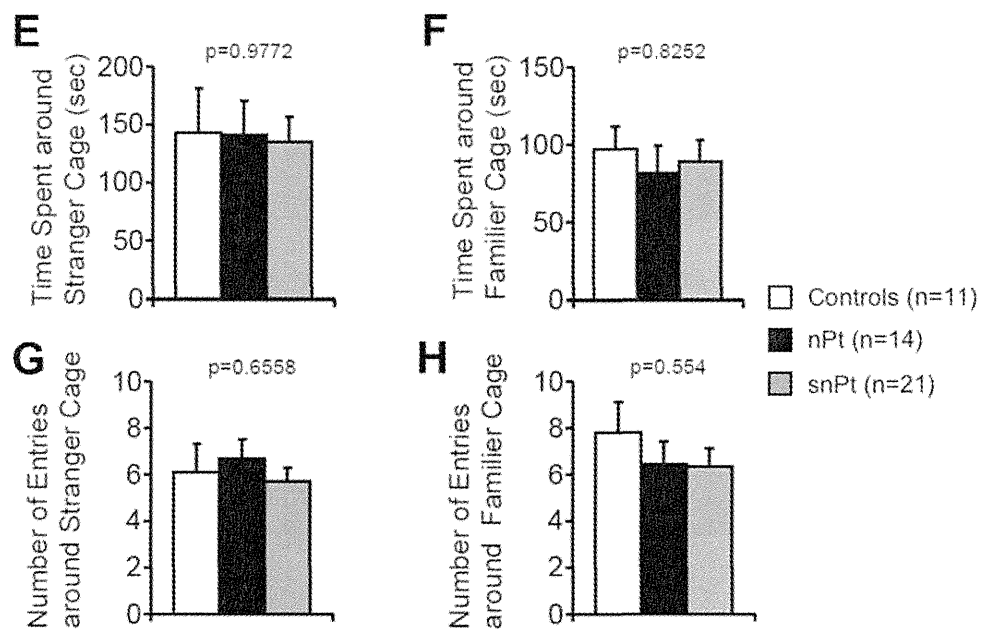 E
p=0.9772
Time Spent around
Stranger Cage (sec)
200
150
100
50
0
F
p=0.8252
Time Spent around
Familier Cage (sec)
150
100
50
0
Controls (n=11)
nPt (n=14)
snPt (n=21)
G
p=0.6558
Number of Entries
around Stranger Cage
10
8
6
4
2
0
H
p=0.554
Number of Entries
around Familier Cage
10
8
6
4
2
0